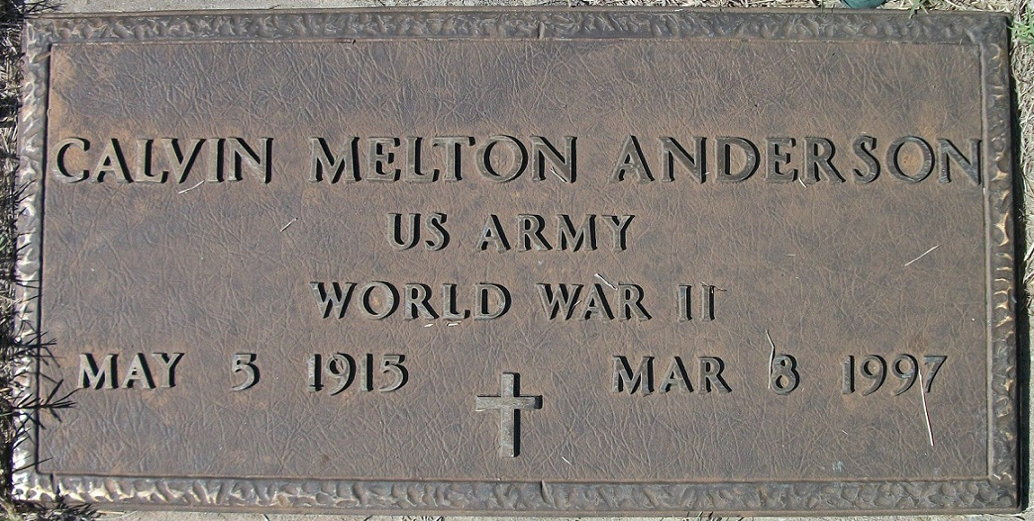 CALVIN MELTON ANDERSON
US ARMY
WORLD WAR II
MAY 5 1915 MAR 8 1997